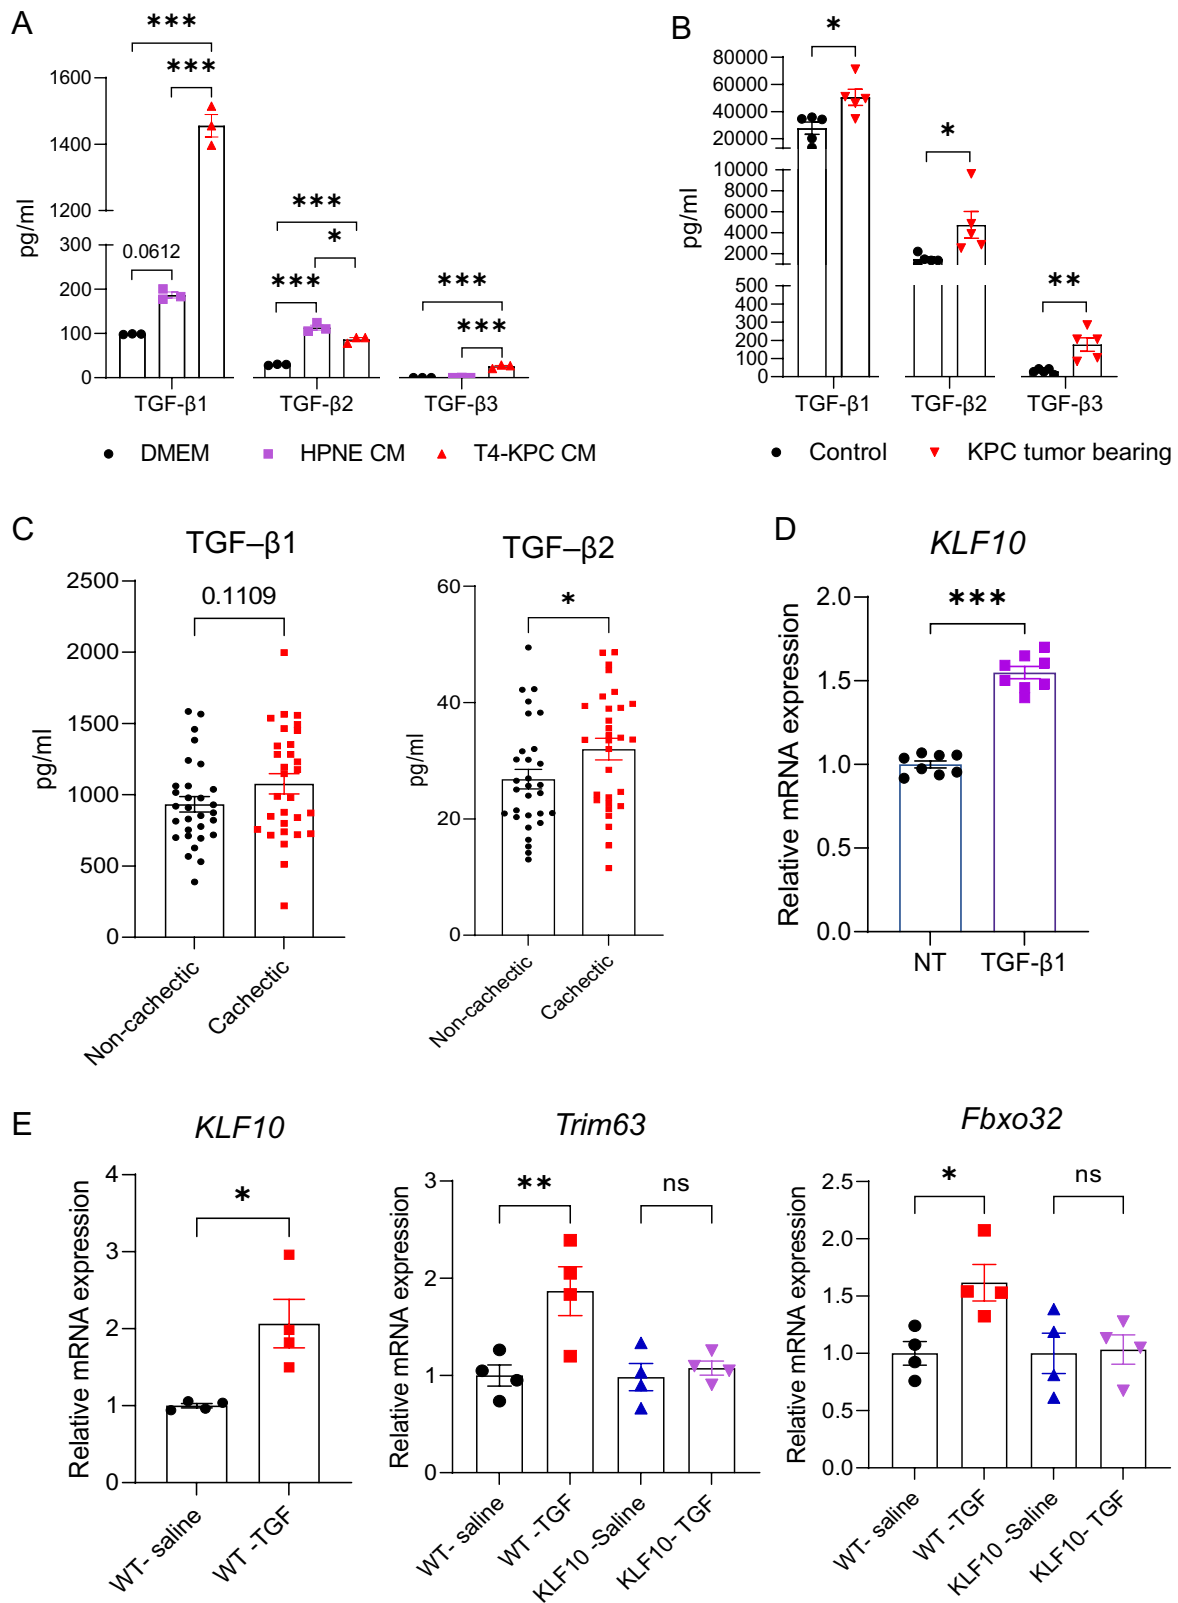 A
***
***
1600
1400
1200
300
200
100
0
pg/ml
0.0612
***
*
***
***
***
TGF-β1
TGF-β2
TGF-β3
DMEM
HPNE CM
T4-KPC CM
B
*
80000
60000
40000
20000
10000
8000
6000
4000
2000
500
400
300
200
100
0
pg/ml
*
**
TGF-β1
TGF-β2
TGF-β3
Control
KPC tumor bearing
C
TGF–β1
2500
2000
1500
1000
500
0
pg/ml
0.1109
Non-cachectic
Cachectic
TGF–β2
60
40
20
0
pg/ml
*
Non-cachectic
Cachectic
D
KLF10
***
2.0
1.5
1.0
0.5
0.0
Relative mRNA expression
NT
TGF-β1
E
KLF10
4
3
2
1
0
Relative mRNA expression
*
WT- saline
WT -TGF
Trim63
3
2
1
0
Relative mRNA expression
**
ns
WT- saline
WT -TGF
KLF10 -Saline
KLF10- TGF
Fbxo32
2.5
2.0
1.5
1.0
0.5
0.0
Relative mRNA expression
*
ns
WT- saline
WT -TGF
KLF10 -Saline
KLF10- TGF